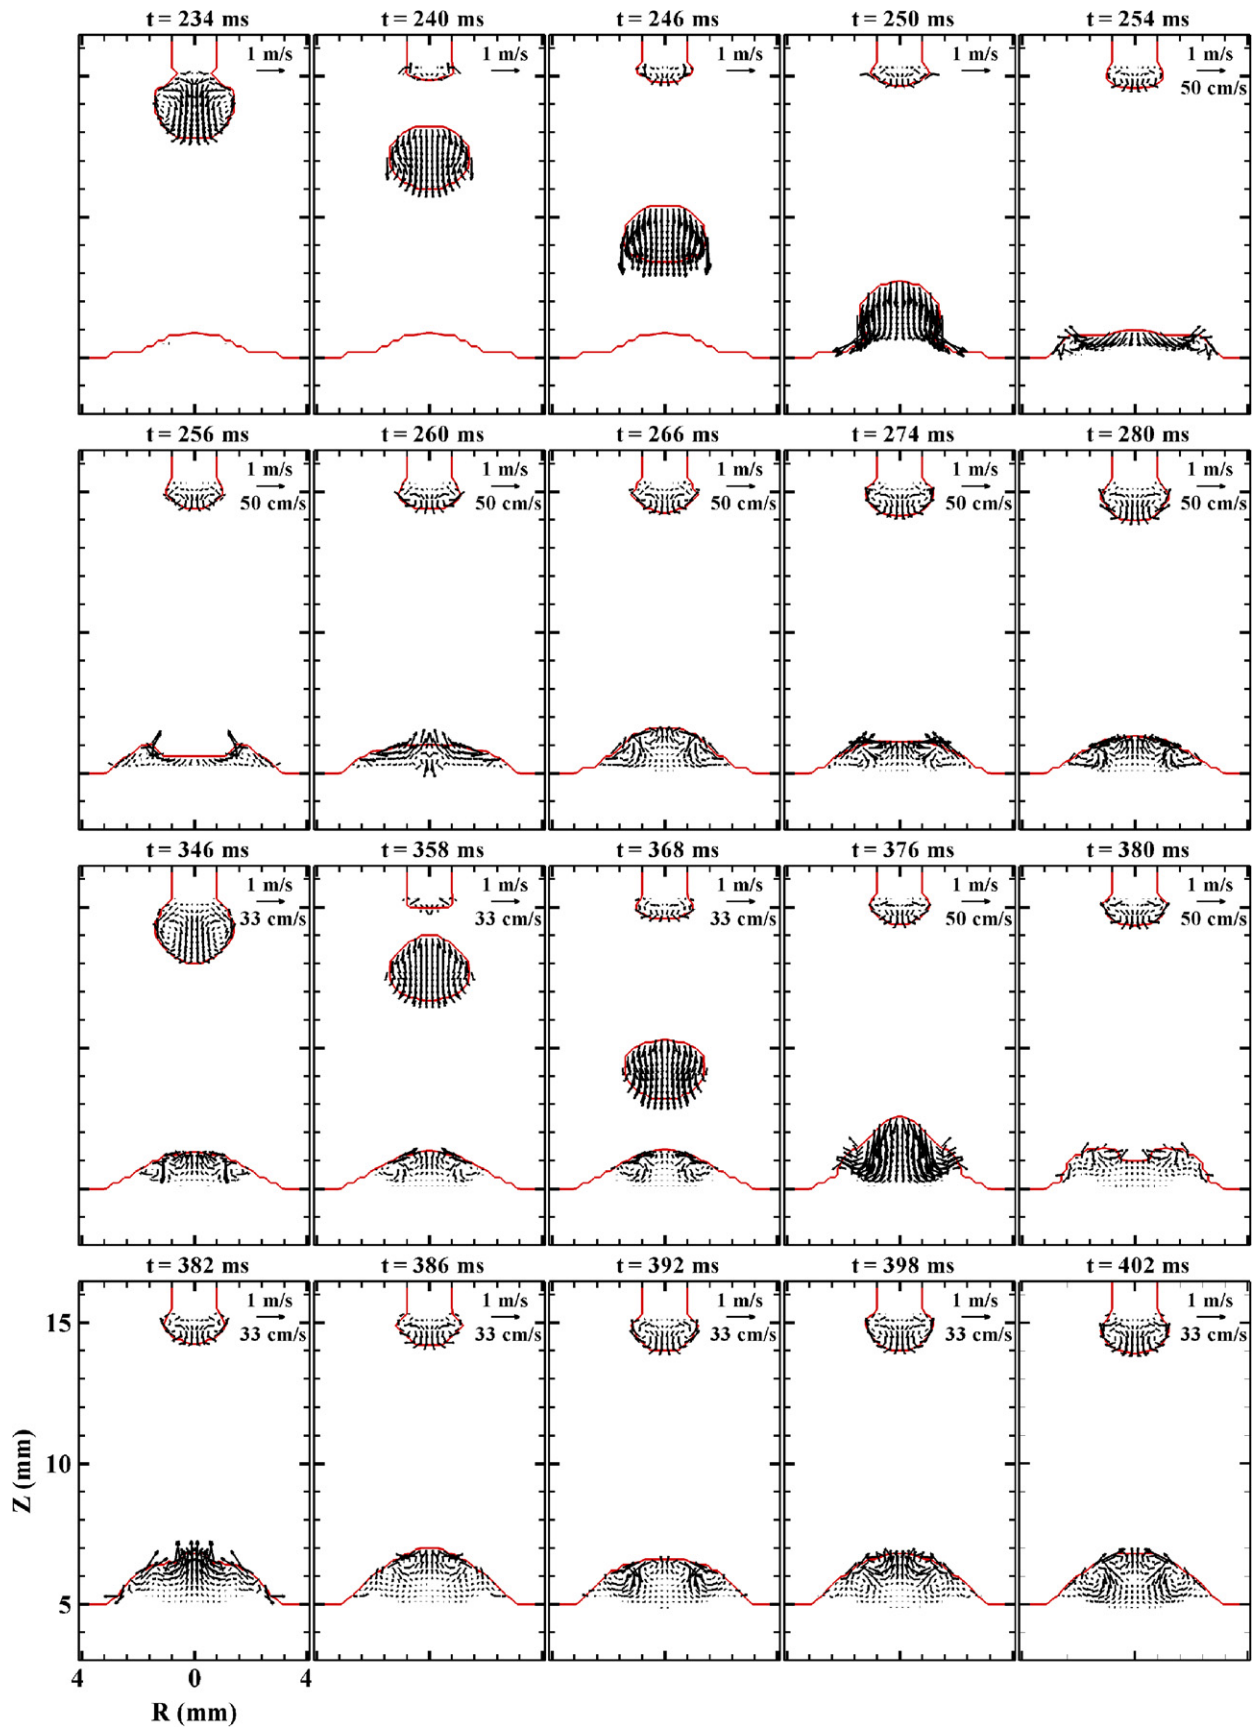 t = 234 ms t = 240 ms t = 246 ms t = 250 ms t = 254 ms
1 m/s 1 m/s 1 m/s 1 m/s 1 m/s
50 cm/s
t = 256 ms t = 260 ms t = 266 ms t = 274 ms t = 280 ms
1 m/s 1 m/s 1 m/s 1 m/s 1 m/s
50 cm/s 50 cm/s 50 cm/s 50 cm/s 50 cm/s
t = 346 ms t = 358 ms t = 368 ms t = 376 ms t = 380 ms
1 m/s 1 m/s 1 m/s 1 m/s 1 m/s
33 cm/s 33 cm/s 33 cm/s 50 cm/s 50 cm/s
t = 382 ms t = 386 ms t = 392 ms t = 398 ms t = 402 ms
1 m/s 1 m/s 1 m/s 1 m/s 1 m/s
15 33 cm/s 33 cm/s 33 cm/s 33 cm/s 33 cm/s
10
Z (mm)
5
4 0 4
R (mm)